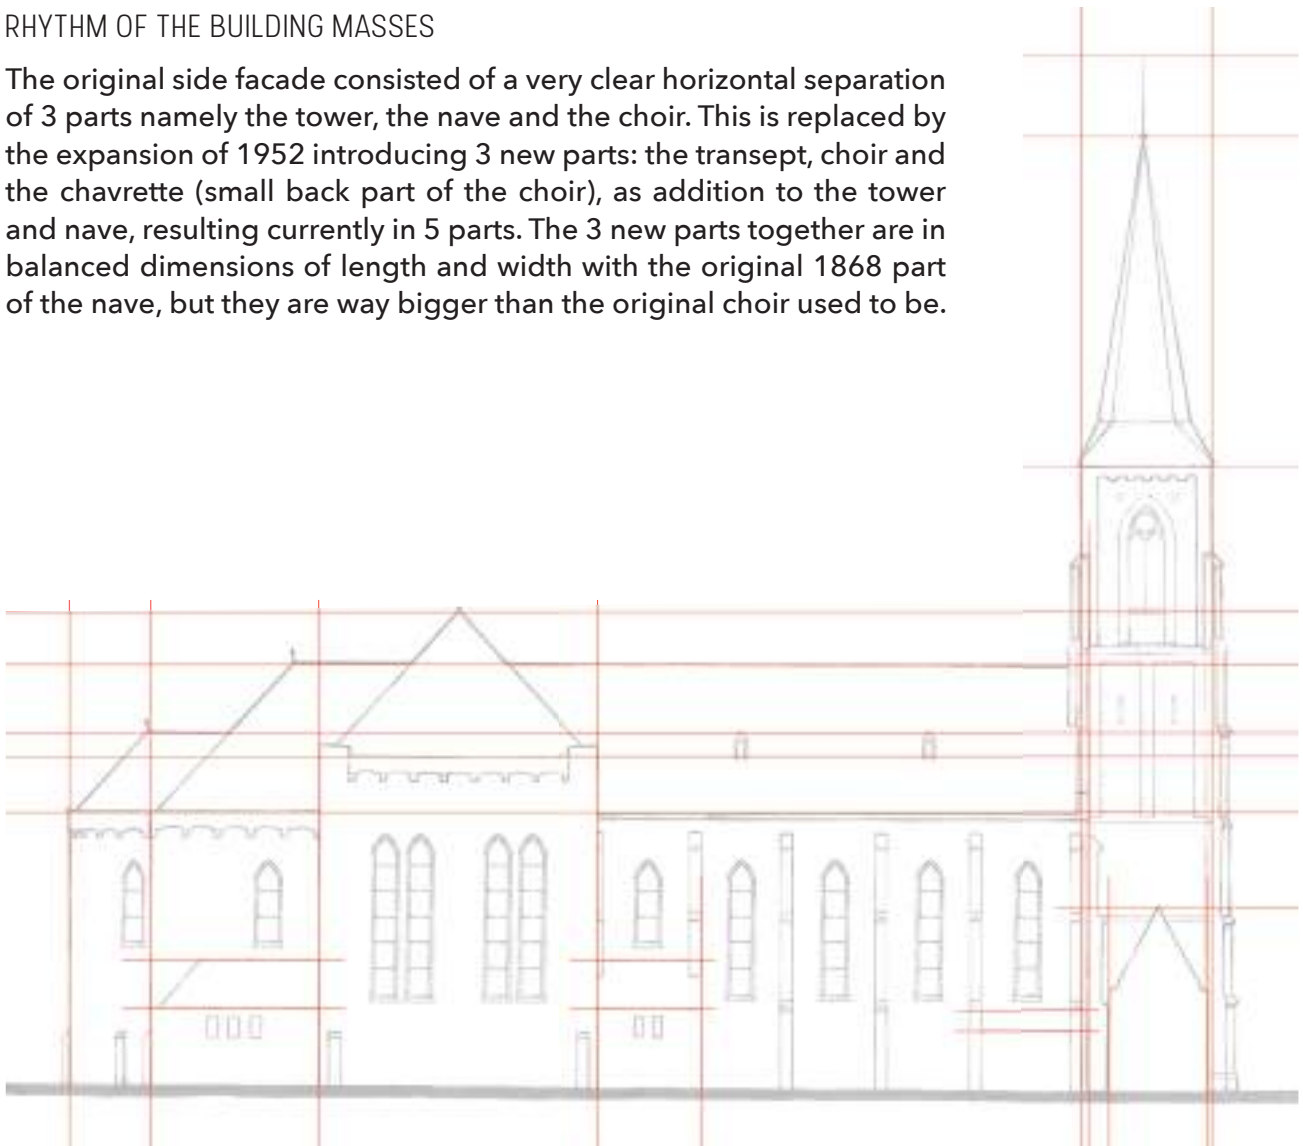 RHYTHM OF THE BUILDING MASSES
The original side facade consisted of a very clear horizontal separation
of 3 parts namely the tower, the nave and the choir. This is replaced by
the expansion of 1952 introducing 3 new parts: the transept, choir and
the chavrette (small back part of the choir), as addition to the tower
and nave, resulting currently in 5 parts. The 3 new parts together are in
balanced dimensions of length and width with the original 1868 part
of the nave, but they are way bigger than the original choir used to be.